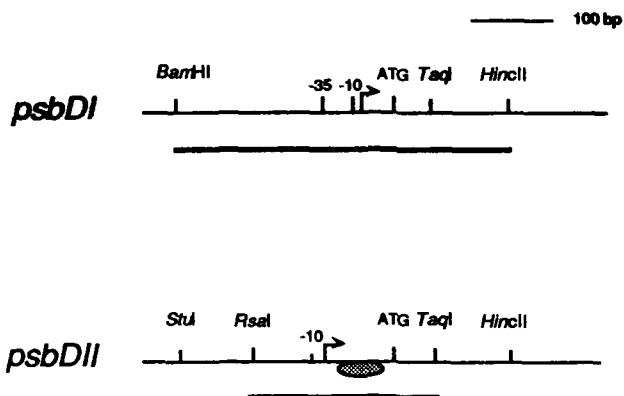 100 bp
BamHI -35 -10 ATG TaqI HincII
psbDI
StuI RsaI -10 ATG TaqI HincII
psbDII